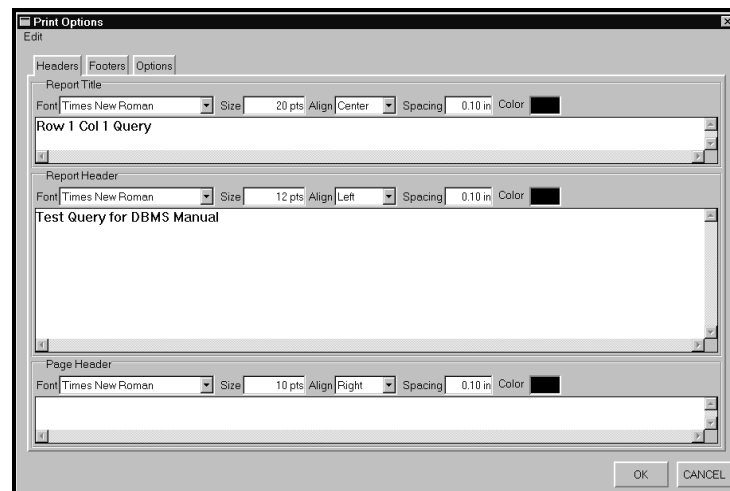 Print Options
Edit
Headers Footers Options
Report Title
Font Times New Roman Size 20 pts Align Center Spacing 0.10 in Color
Row 1 Col 1 Query
Report Header
Font Times New Roman Size 12 pts Align Left Spacing 0.10 in Color
Test Query for DBMS Manual
Page Header
Font Times New Roman Size 10 pts Align Right Spacing 0.10 in Color
OK CANCEL